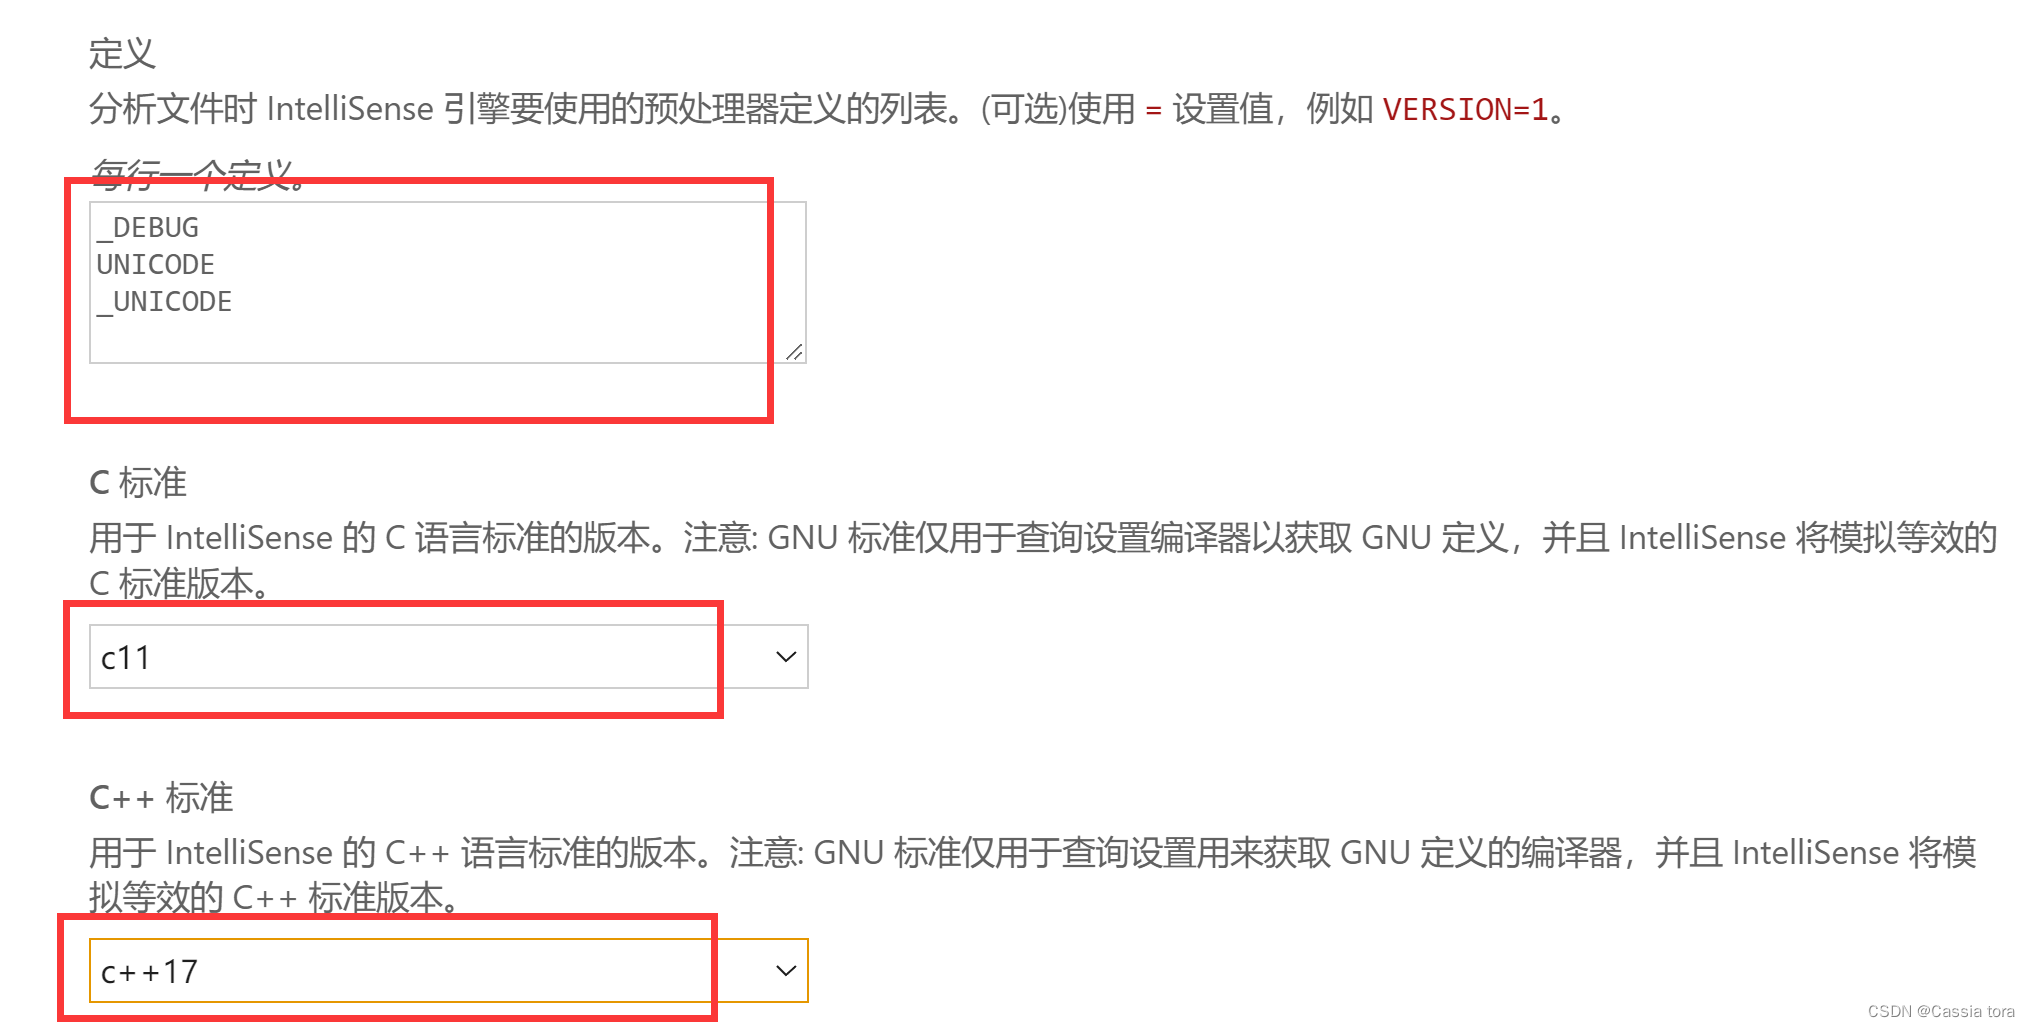 定义
分析文件时 IntelliSense 引擎要使用的预处理器定义的列表。(可选)使用 = 设置值，例如 VERSION=1。
每行一个定义。
_DEBUG
UNICODE
_UNICODE
C 标准
用于 IntelliSense 的 C 语言标准的版本。注意: GNU 标准仅用于查询设置编译器以获取 GNU 定义，并且 IntelliSense 将模拟等效的
C 标准版本。
c11
C++ 标准
用于 IntelliSense 的 C++ 语言标准的版本。注意: GNU 标准仅用于查询设置用来获取 GNU 定义的编译器，并且 IntelliSense 将模
拟等效的 C++ 标准版本。
c++17
CSDN @Cassia tora